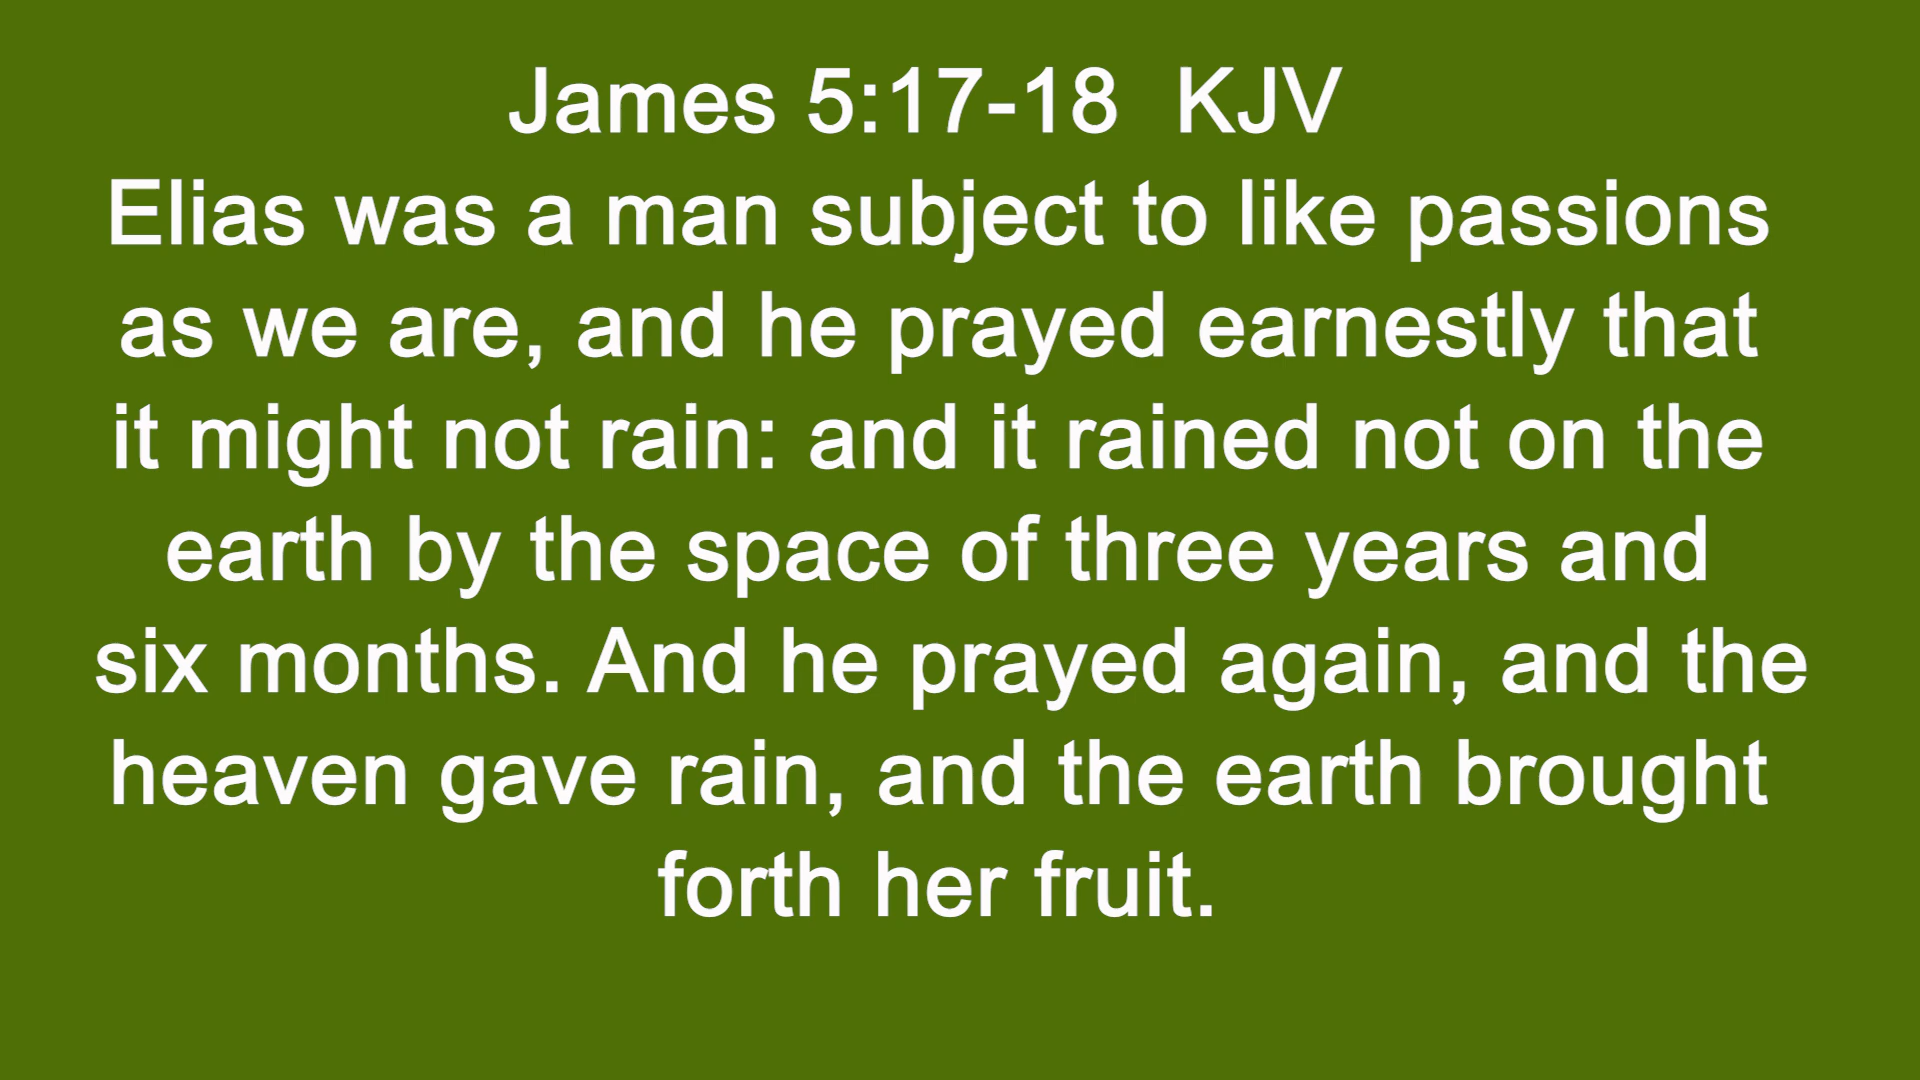 James 5:17-18  KJV
Elias was a man subject to like passions
as we are, and he prayed earnestly that
it might not rain: and it rained not on the
earth by the space of three years and
six months. And he prayed again, and the
heaven gave rain, and the earth brought
forth her fruit.